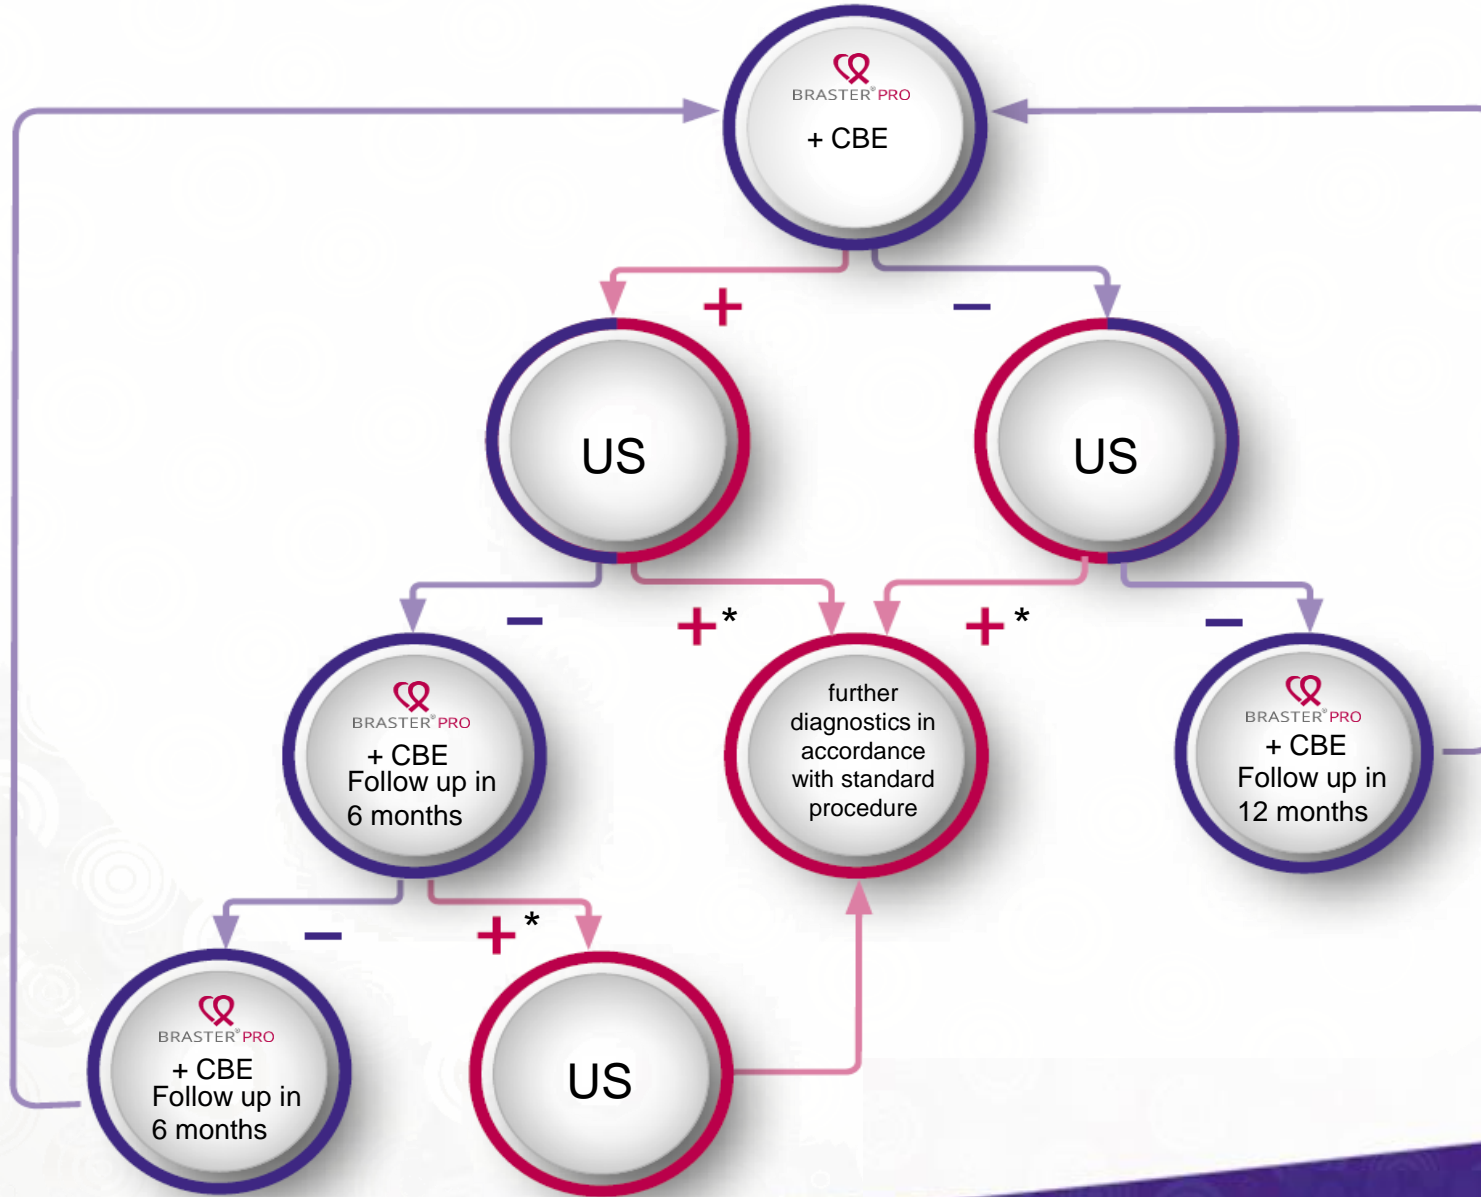 BRASTER® PRO
+ CBE
+
−
US
US
−
+*
+*
−
BRASTER® PRO
+ CBE
Follow up in
6 months
further
diagnostics in
accordance
with standard
procedure
BRASTER® PRO
+ CBE
Follow up in
12 months
−
+*
BRASTER® PRO
+ CBE
Follow up in
6 months
US